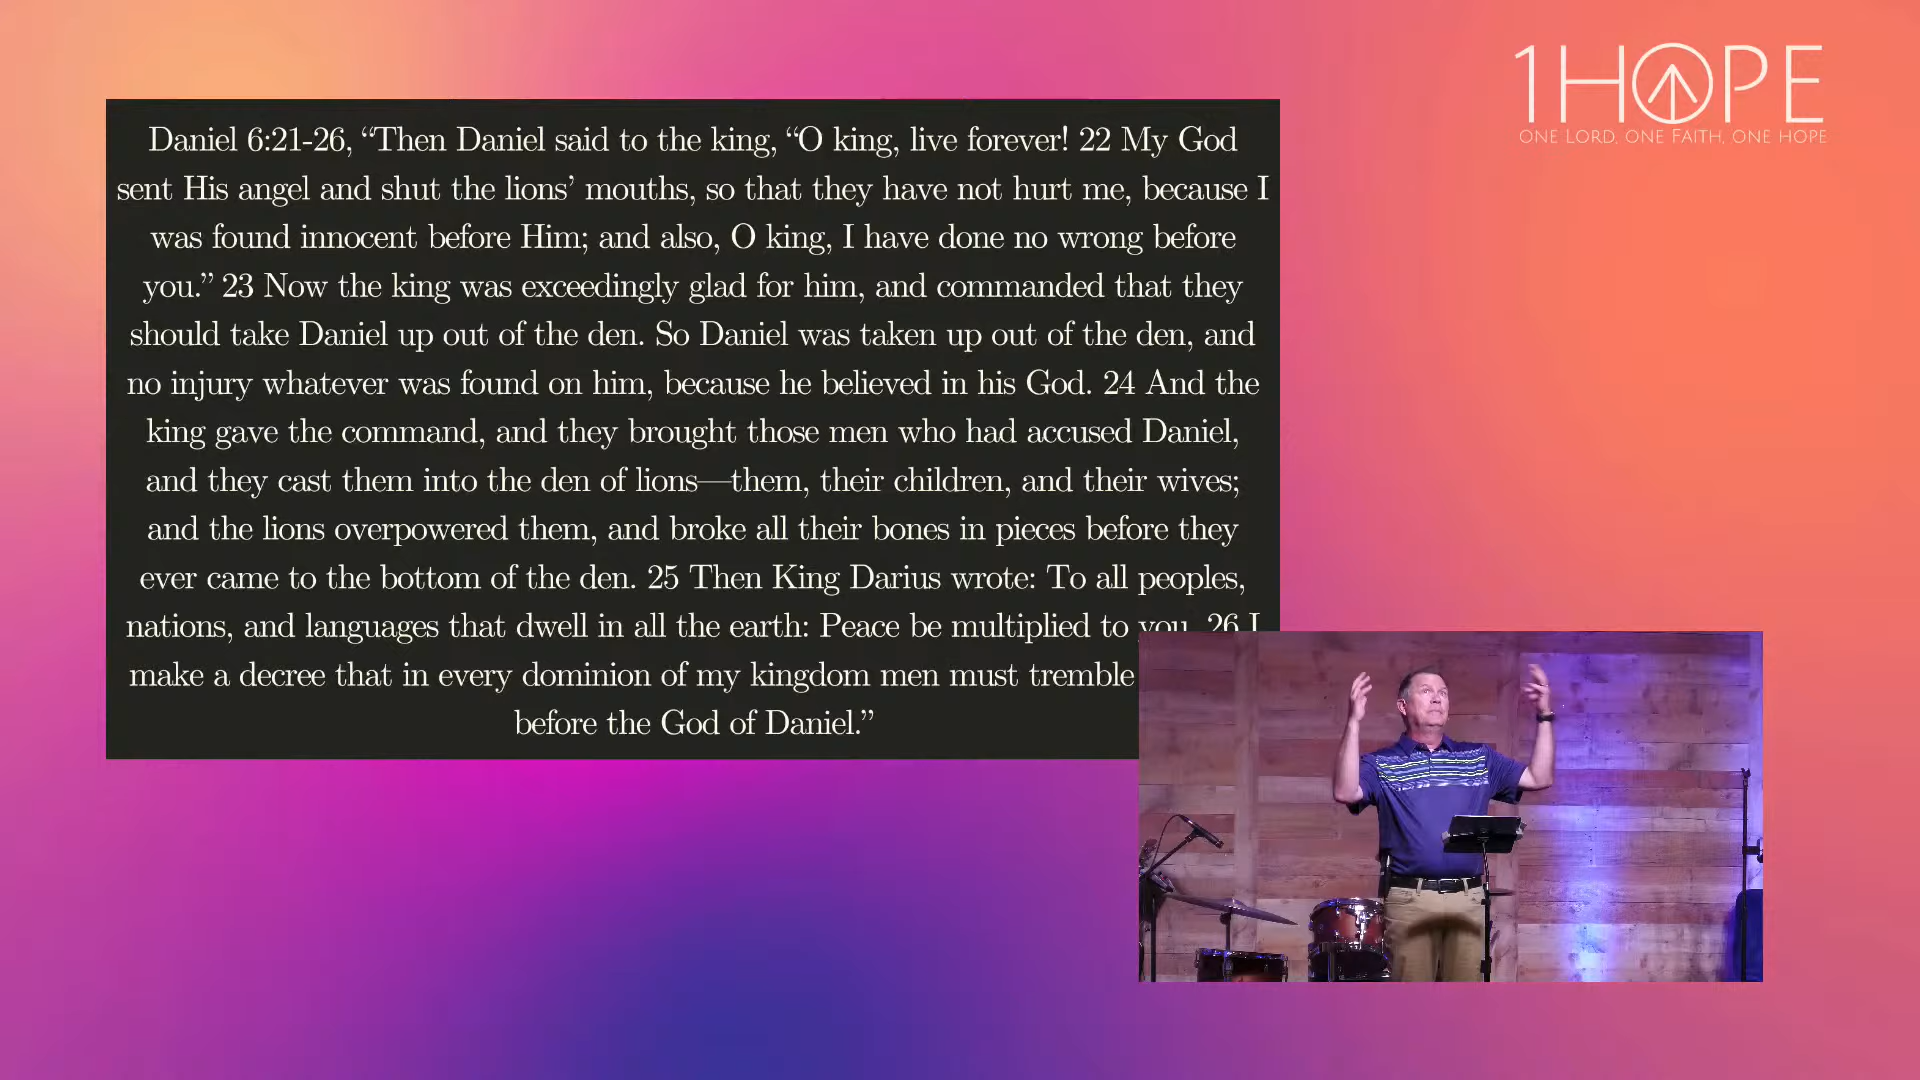 1HOPE
ONE LORD, ONE FAITH, ONE HOPE
Daniel 6:21-26, “Then Daniel said to the king, “O king, live forever! 22 My God
sent His angel and shut the lions’ mouths, so that they have not hurt me, because I
was found innocent before Him; and also, O king, I have done no wrong before
you.” 23 Now the king was exceedingly glad for him, and commanded that they
should take Daniel up out of the den. So Daniel was taken up out of the den, and
no injury whatever was found on him, because he believed in his God. 24 And the
king gave the command, and they brought those men who had accused Daniel,
and they cast them into the den of lions—them, their children, and their wives;
and the lions overpowered them, and broke all their bones in pieces before they
ever came to the bottom of the den. 25 Then King Darius wrote: To all peoples,
nations, and languages that dwell in all the earth: Peace be multiplied to you. 26 I
make a decree that in every dominion of my kingdom men must tremble
before the God of Daniel.”